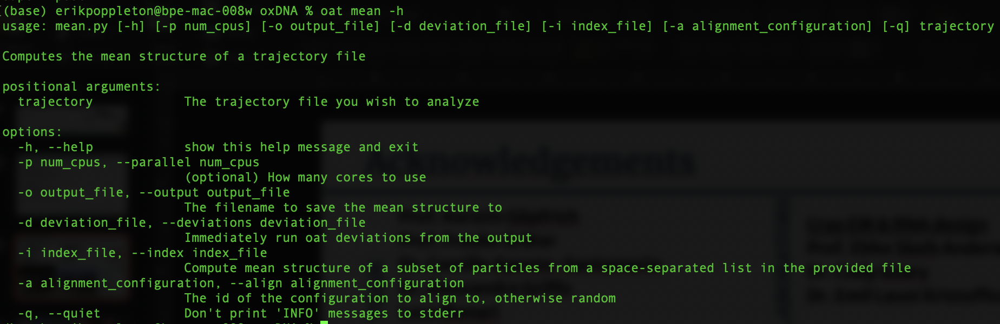 (base) erikpoppleton@bpe-mac-008w oxDNA % oat mean -h
usage: mean.py [-h] [-p num_cpus] [-o output_file] [-d deviation_file] [-i index_file] [-a alignment_configuration] [-q] trajectory
Computes the mean structure of a trajectory file
positional arguments:
trajectory The trajectory file you wish to analyze
options:
-h, --help show this help message and exit
-p num_cpus, --parallel num_cpus
(optional) How many cores to use
-o output_file, --output output_file
The filename to save the mean structure to
-d deviation_file, --deviations deviation_file
Immediately run oat deviations from the output
-i index_file, --index index_file
Compute mean structure of a subset of particles from a space-separated list in the provided file
-a alignment_configuration, --align alignment_configuration
The id of the configuration to align to, otherwise random
-q, --quiet Don't print 'INFO' messages to stderr
Acknowledgements